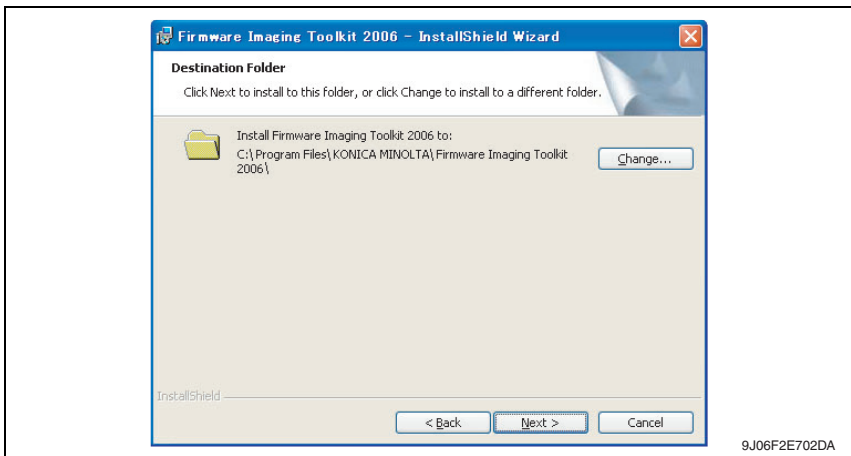 Firmware Imaging Toolkit 2006 - InstallShield Wizard
Destination Folder
Click Next to install to this folder, or click Change to install to a different folder.
Install Firmware Imaging Toolkit 2006 to:
C:\Program Files\KONICA MINOLTA\Firmware Imaging Toolkit
2006\
Change...
InstallShield
< Back
Next >
Cancel
9J06F2E702DA